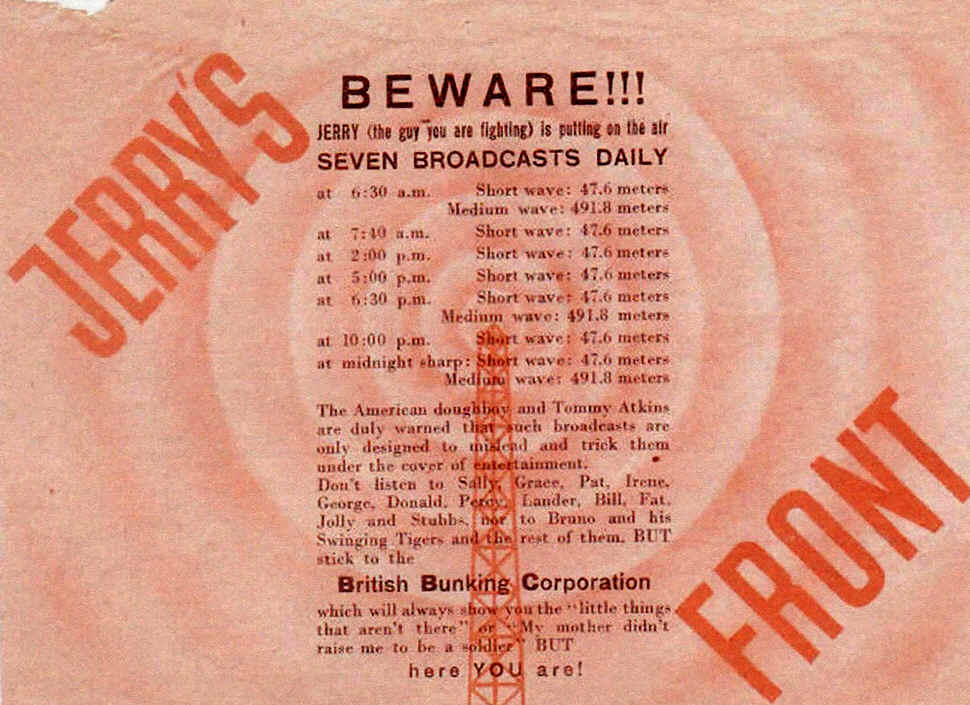 JERRY'S
BEWARE!!!
JERRY (the guy you are fighting) is putting on the air
SEVEN BROADCASTS DAILY
at 6:30 a.m. Short wave: 47.6 meters
Medium wave: 491.8 meters
at 7:40 a.m. Short wave: 47.6 meters
at 2:00 p.m. Short wave: 47.6 meters
at 5:00 p.m. Short wave: 47.6 meters
at 6:30 p.m. Short wave: 47.6 meters
Medium wave: 491.8 meters
at 10:00 p.m. Short wave: 47.6 meters
at midnight sharp: Short wave: 47.6 meters
Medium wave: 491.8 meters
The American doughboy and Tommy Atkins
are duly warned that such broadcasts are
only designed to mislead and trick them
under the cover of entertainment.
Don't listen to Sally, Grace, Pat, Irene,
George, Donald, Percy, Lander, Bill, Fat,
Jolly and Stubbs, nor to Bruno and his
Swinging Tigers and the rest of them. BUT
stick to the
British Bunking Corporation
which will always show you the "little things
that aren't there" or "My mother didn't
raise me to be a soldier" BUT
here YOU are!
FRONT